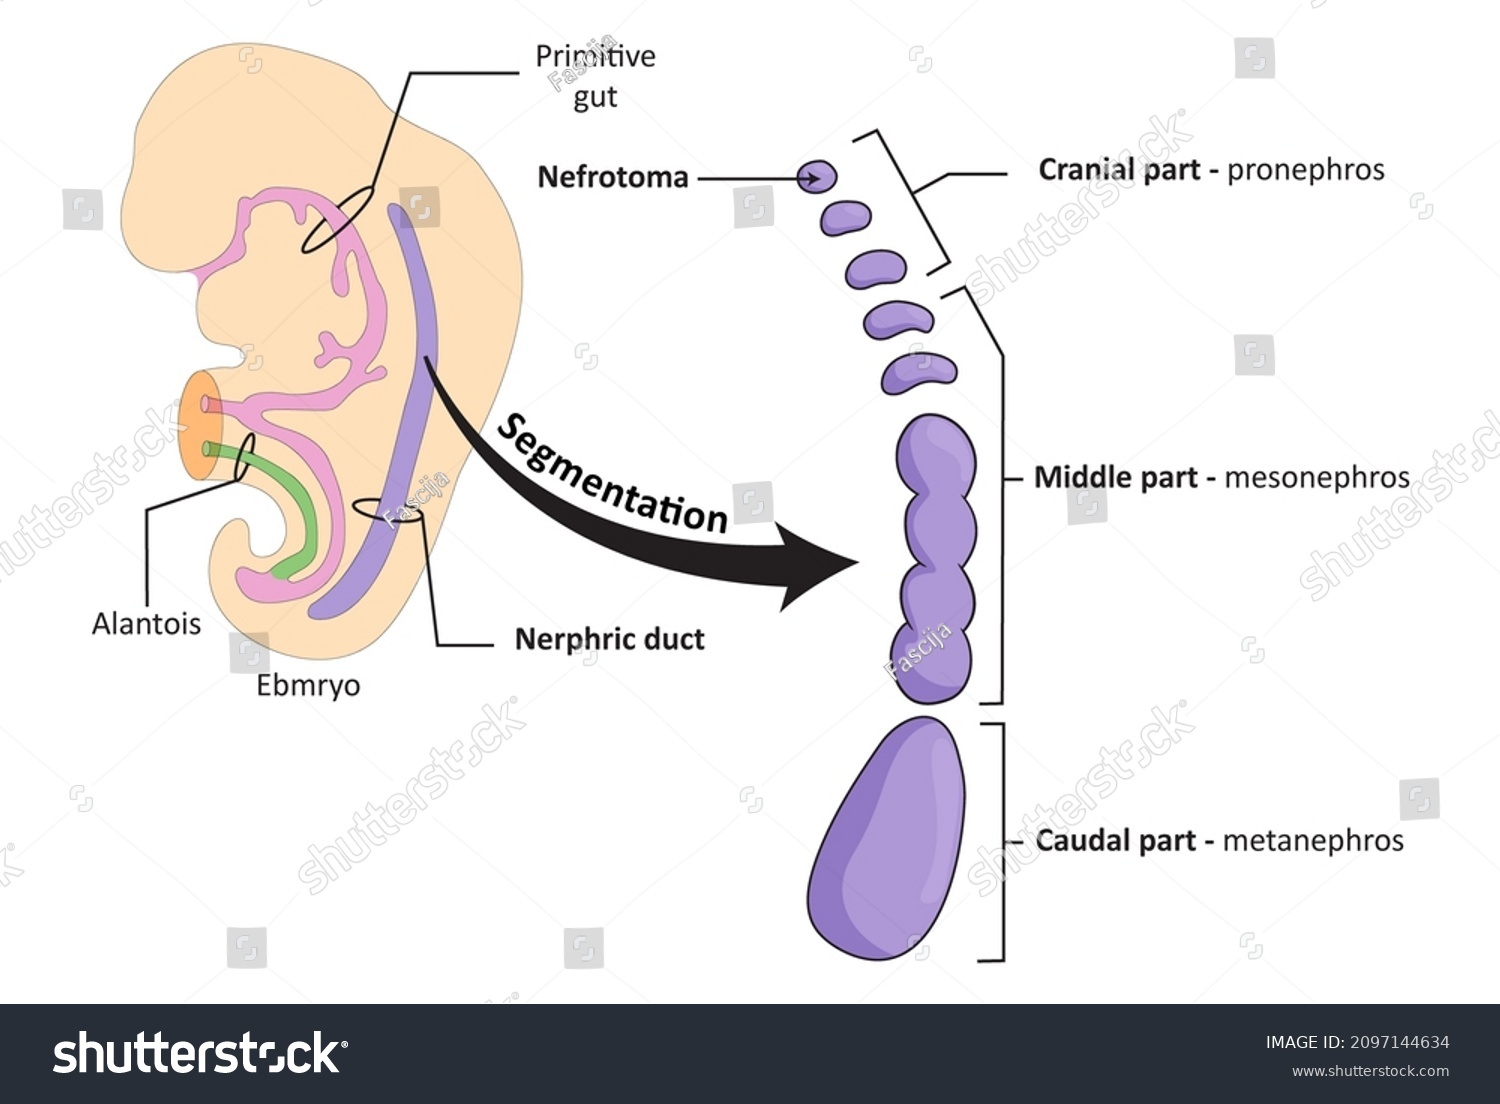 Primitive
gut
Nefrotoma
Cranial part - pronephros
Segmentation
Middle part - mesonephros
Alantois
Nerphric duct
Ebmryo
Caudal part - metanephros
Fascija
Fascija
Fascija
shutterstock
shutterstock
shutterstock
shutterstock
shutterstock
shutterstock
IMAGE ID: 2097144634
www.shutterstock.com